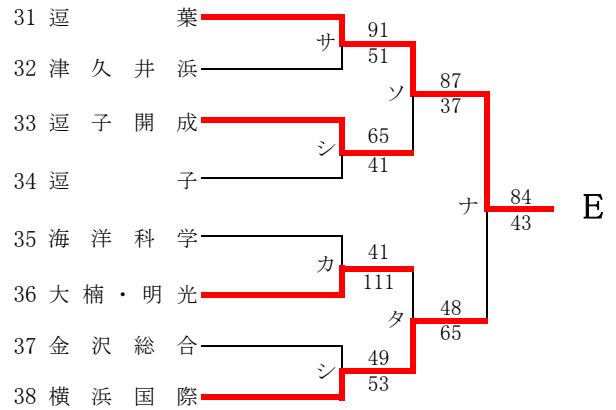 31 逗葉
サ
91
51
32 津久井浜
ソ
87
37
33 逗子開成
シ
65
41
34 逗子
ナ
84
43
E
35 海洋科学
カ
41
111
36 大楠・明光
タ
48
65
37 金沢総合
シ
49
53
38 横浜国際